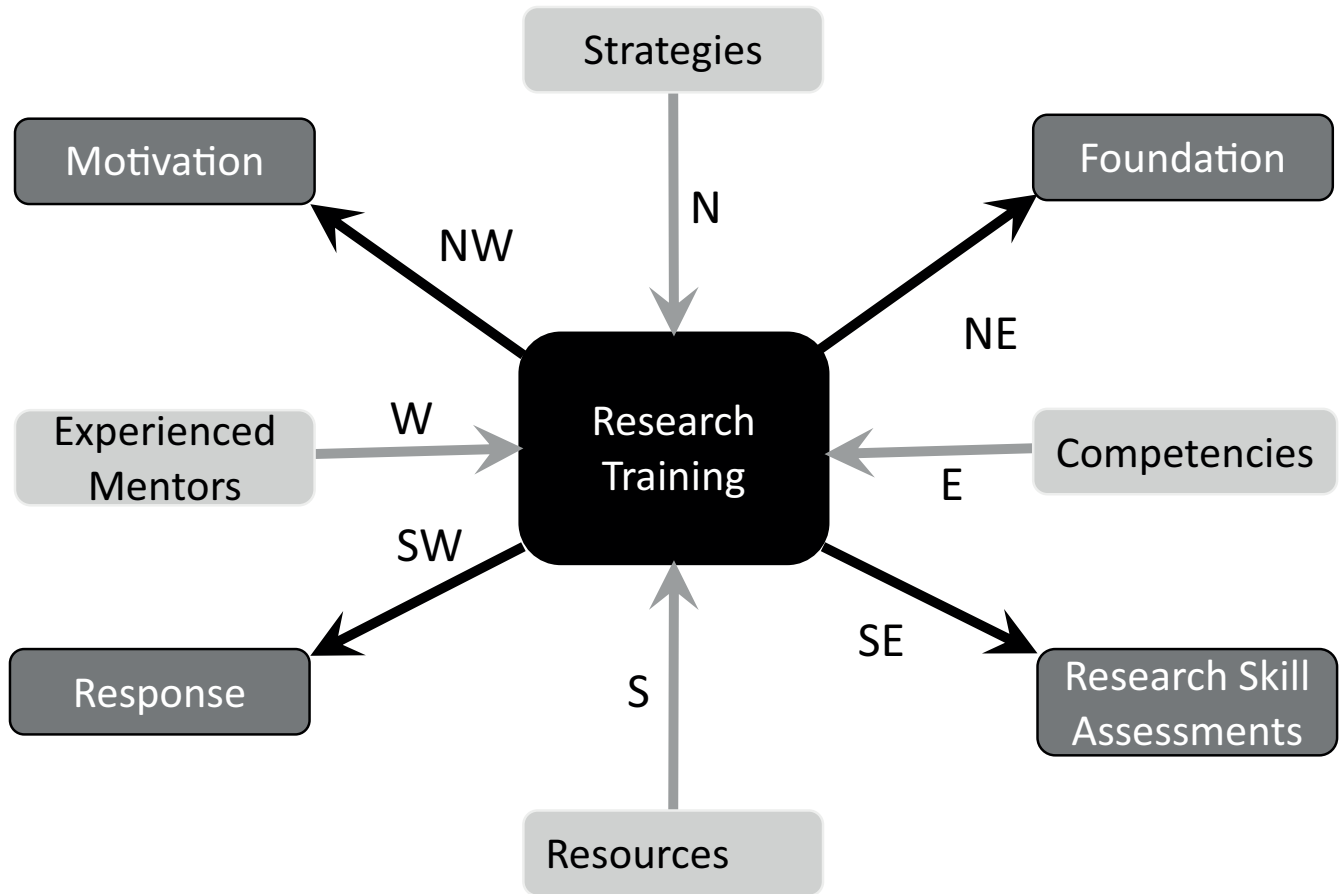 Strategies
Motivation
Foundation
N
NW
NE
Experienced
Mentors
W
Research
Training
Competencies
E
SW
Response
S
SE
Research Skill
Assessments
Resources